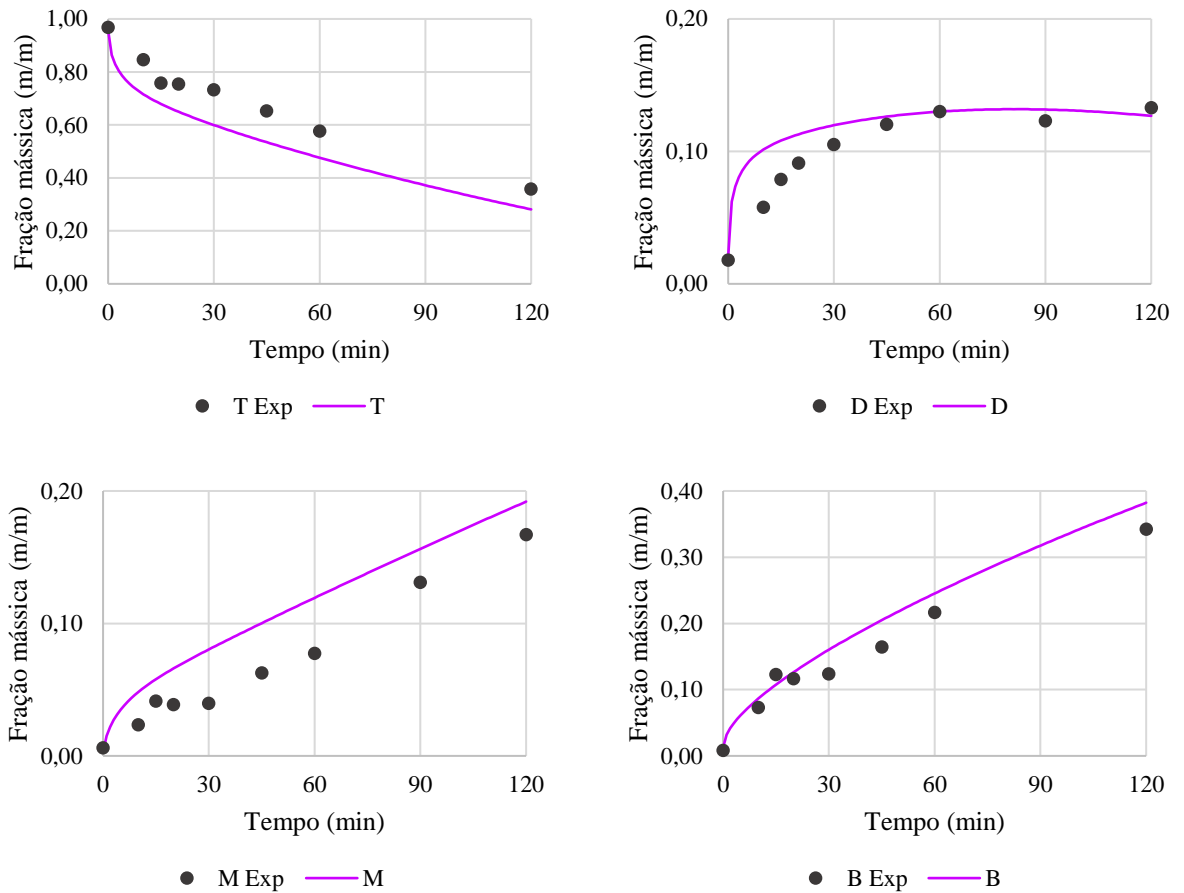 Fração mássica (m/m)
1,00
0,80
0,60
0,40
0,20
0,00
0 30 60 90 120
Tempo (min)
T Exp T
Fração mássica (m/m)
0,20
0,10
0,00
0 30 60 90 120
Tempo (min)
D Exp D
Fração mássica (m/m)
0,20
0,10
0,00
0 30 60 90 120
Tempo (min)
M Exp M
Fração mássica (m/m)
0,40
0,30
0,20
0,10
0,00
0 30 60 90 120
Tempo (min)
B Exp B